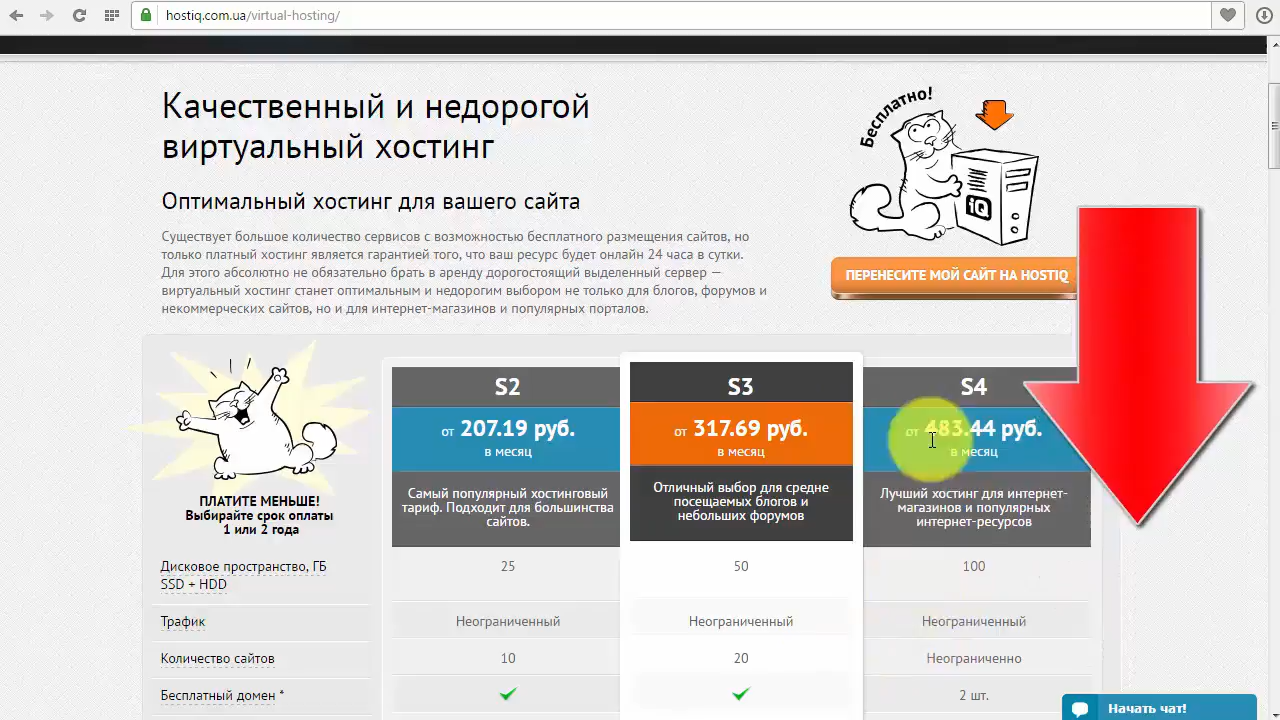 hostiq.com.ua/virtual-hosting/
Качественный и недорогой
виртуальный хостинг
Бесплатно!
iQ
Оптимальный хостинг для вашего сайта
Существует большое количество сервисов с возможностью бесплатного размещения сайтов, но
только платный хостинг является гарантией того, что ваш ресурс будет онлайн 24 часа в сутки.
Для этого абсолютно не обязательно брать в аренду дорогостоящий выделенный сервер —
виртуальный хостинг станет оптимальным и недорогим выбором не только для блогов, форумов и
некоммерческих сайтов, но и для интернет-магазинов и популярных порталов.
ПЕРЕНЕСИТЕ МОЙ САЙТ НА HOSTIQ
ПЛАТИТЕ МЕНЬШЕ!
Выбирайте срок оплаты
1 или 2 года
S2 S3 S4
от 207.19 руб. от 317.69 руб. от 483.44 руб.
в месяц в месяц в месяц
Самый популярный хостинговый
тариф. Подходит для большинства
сайтов.
Отличный выбор для средне
посещаемых блогов и
небольших форумов
Лучший хостинг для интернет-
магазинов и популярных
интернет-ресурсов
Дисковое пространство, ГБ
SSD + HDD
25 50 100
Трафик Неограниченный Неограниченный Неограниченный
Количество сайтов 10 20 Неограниченно
Бесплатный домен * 2 шт.
Начать чат!